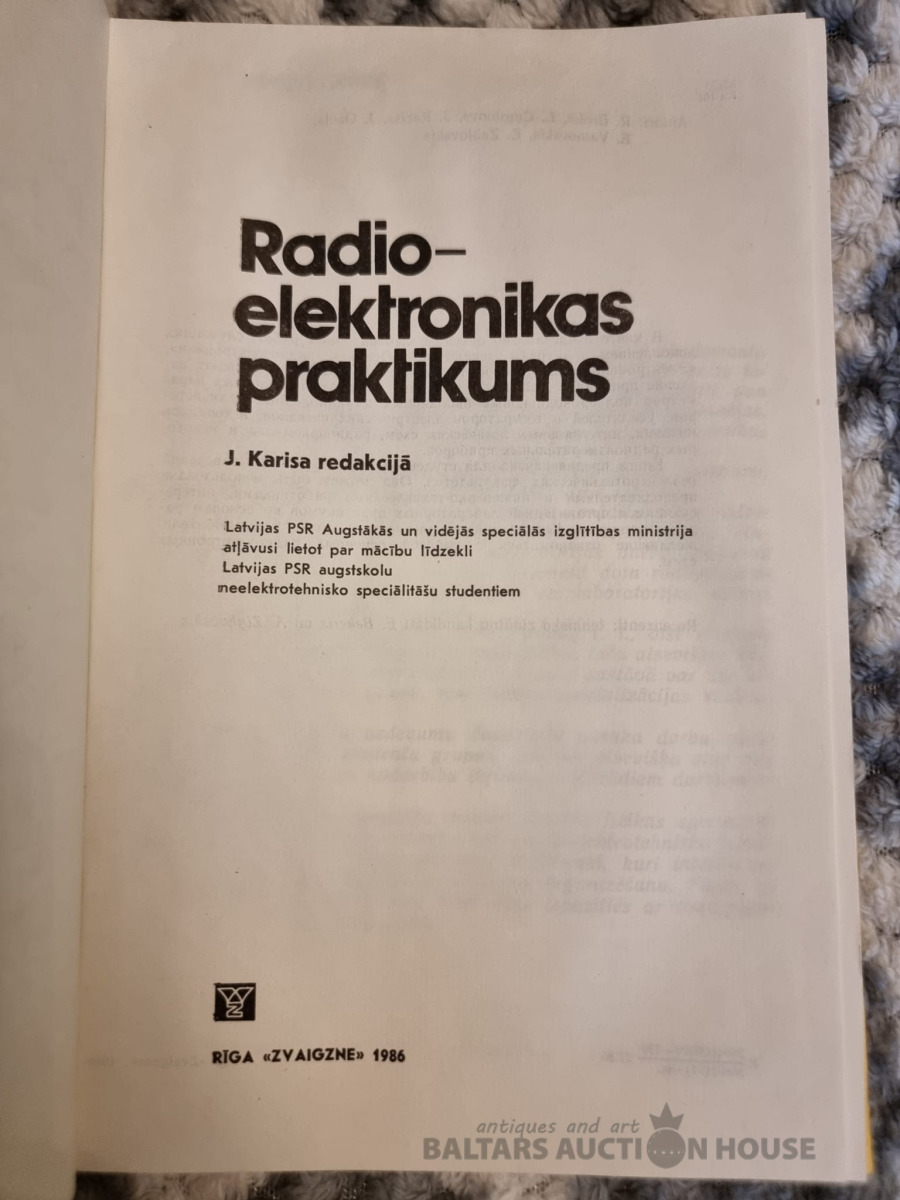 Radio-
elektronikas
praktikums
J. Karisa redakcijā
Latvijas PSR Augstākās un vidējās speciālās izglītības ministrija
atļāvusi lietot par mācību līdzekli
Latvijas PSR augstskolu
neelektrotehnisko speciālitāšu studentiem
RĪGA «ZVAIGZNE» 1986
antiques and art
BALTARS AUCTION HOUSE